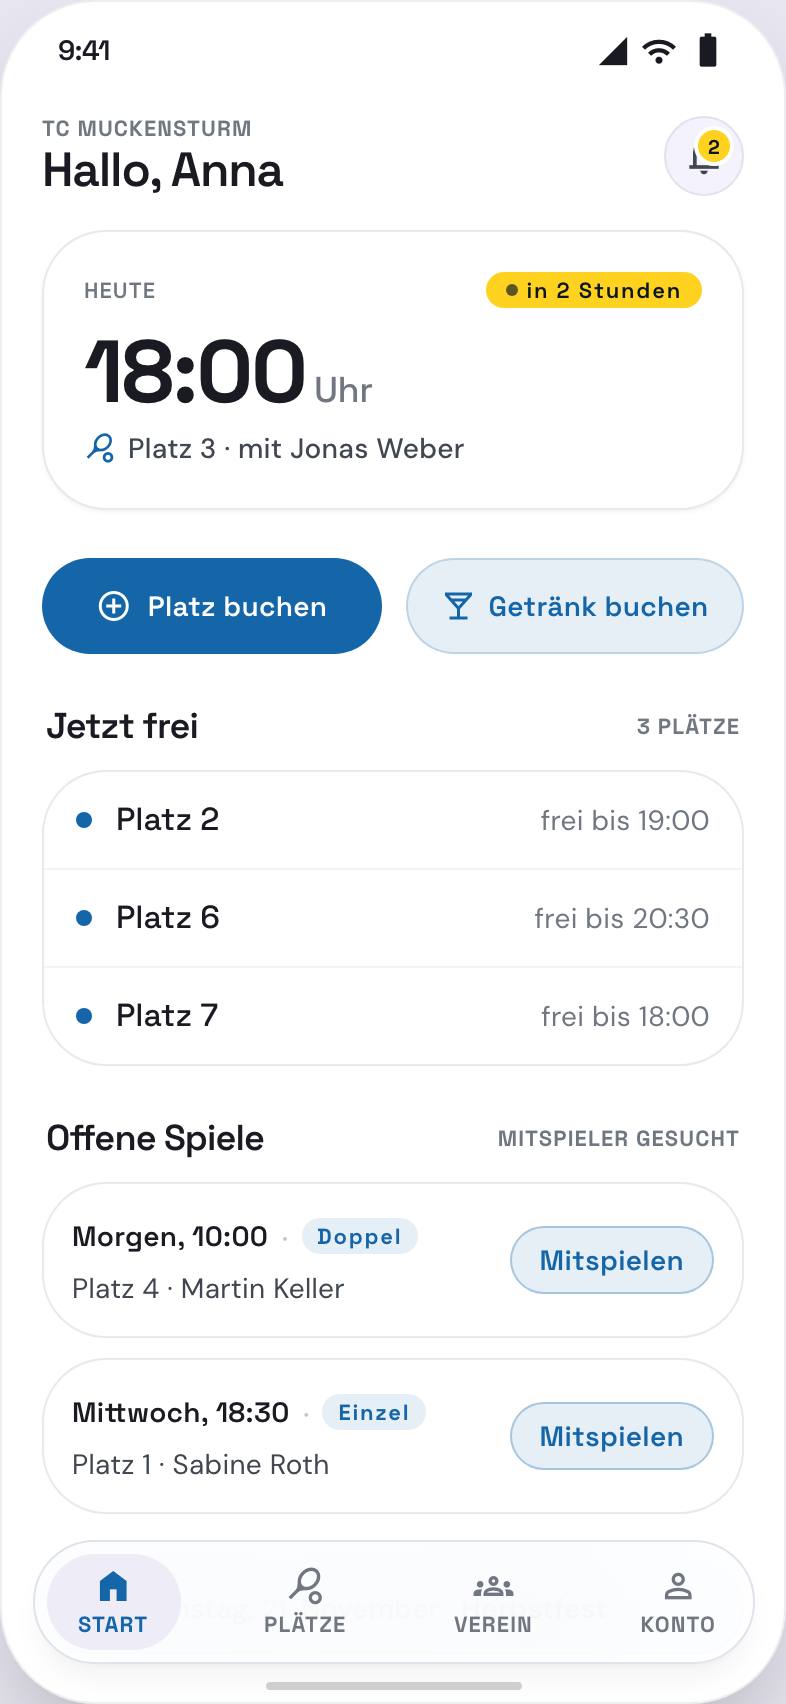 9:41
TC MUCKENSTURM
Hallo, Anna
2
HEUTE
in 2 Stunden
18:00 Uhr
Platz 3 · mit Jonas Weber
Platz buchen
Getränk buchen
Jetzt frei
3 PLÄTZE
Platz 2
frei bis 19:00
Platz 6
frei bis 20:30
Platz 7
frei bis 18:00
Offene Spiele
MITSPIELER GESUCHT
Morgen, 10:00 · Doppel
Platz 4 · Martin Keller
Mitspielen
Mittwoch, 18:30 · Einzel
Platz 1 · Sabine Roth
Mitspielen
START
PLÄTZE
VEREIN
KONTO